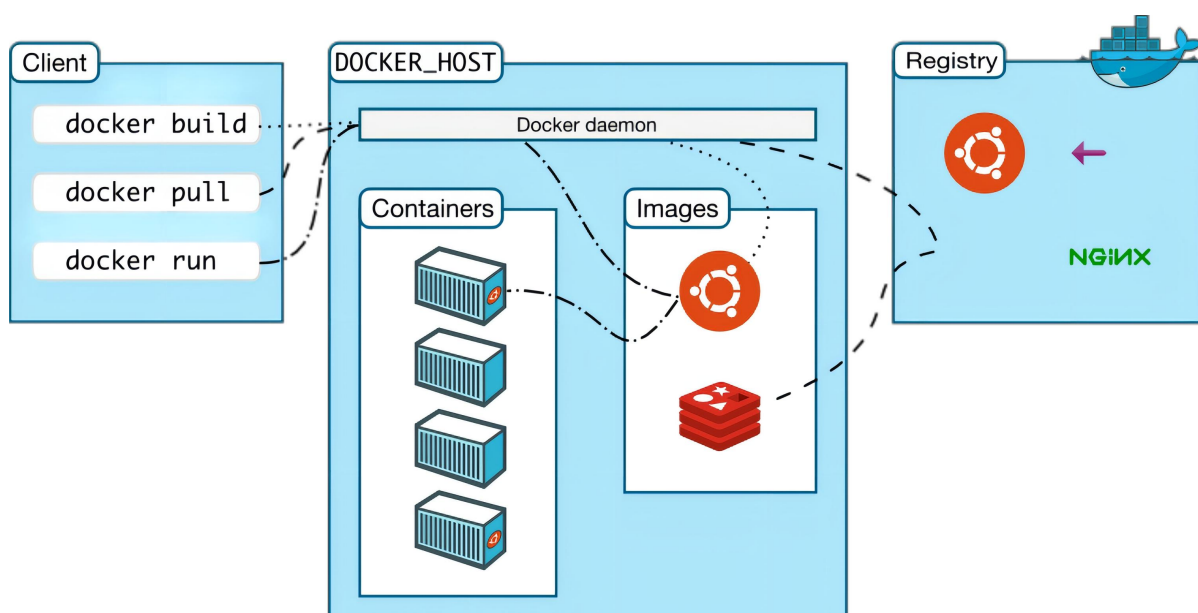 Client
docker build
docker pull
docker run
DOCKER_HOST
Docker daemon
Containers
Images
Registry
NGiNX